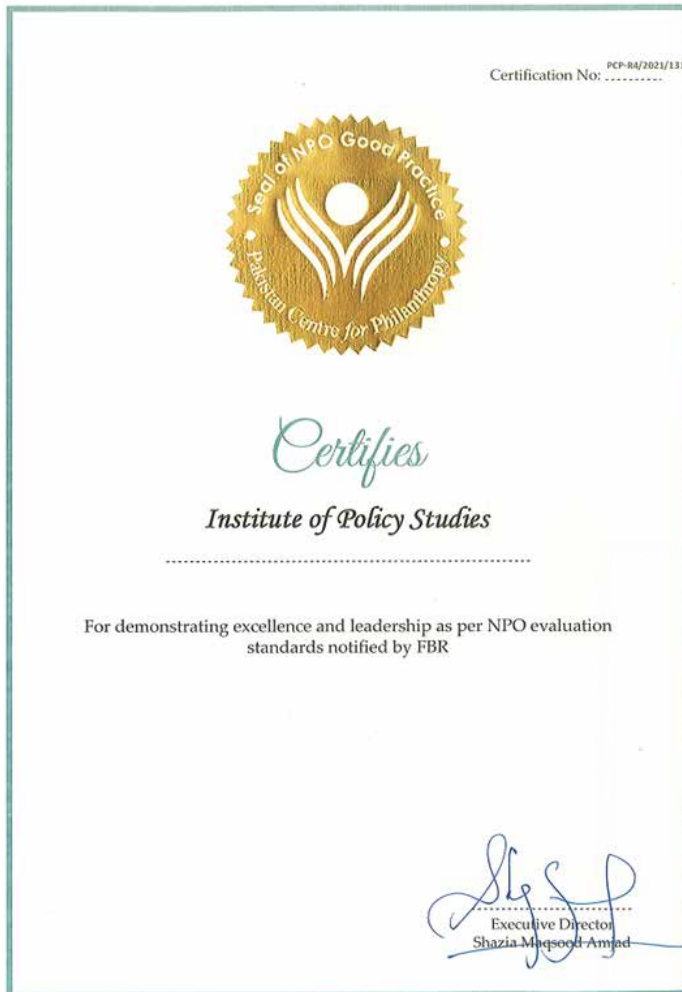 Certification No: PCP-R4/2021/131
Seal of NPO Good Practice
Pakistan Centre for Philanthropy
Certifies
Institute of Policy Studies
For demonstrating excellence and leadership as per NPO evaluation
standards notified by FBR
Executive Director
Shazia Maqsood Amjad